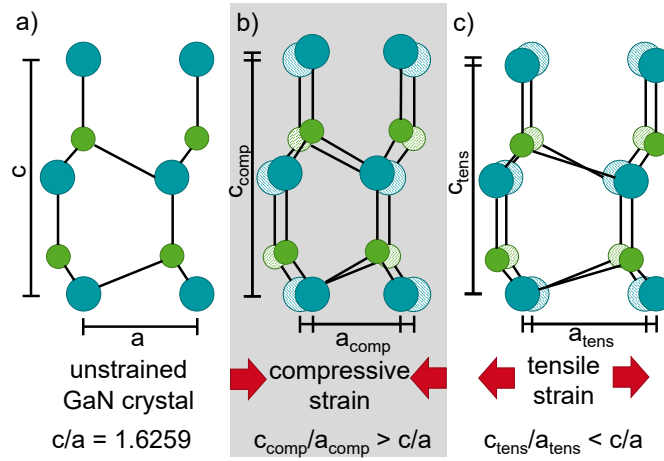 a)
c
a
unstrained
GaN crystal
c/a = 1.6259
b)
c_comp
a_comp
compressive
strain
c_comp/a_comp > c/a
c)
c_tens
a_tens
tensile
strain
c_tens/a_tens < c/a